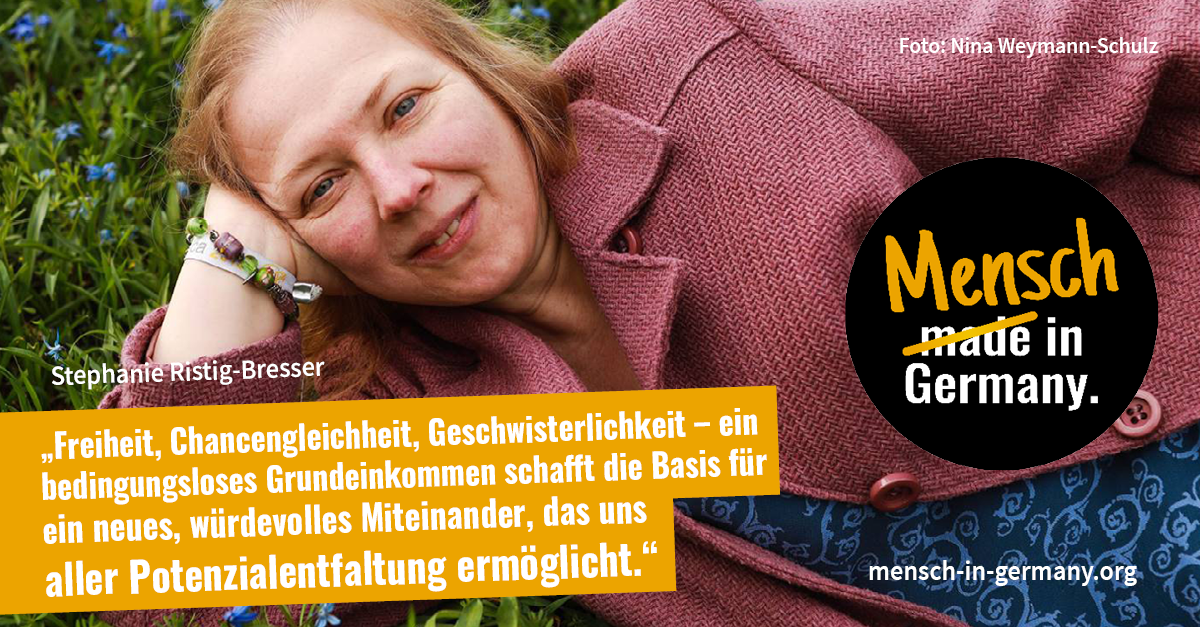 Foto: Nina Weymann-Schulz
Mensch
made in
Germany.
Stephanie Ristig-Bresser
„Freiheit, Chancengleichheit, Geschwisterlichkeit – ein
bedingungsloses Grundeinkommen schafft die Basis für
ein neues, würdevolles Miteinander, das uns
aller Potenzialentfaltung ermöglicht.“
mensch-in-germany.org